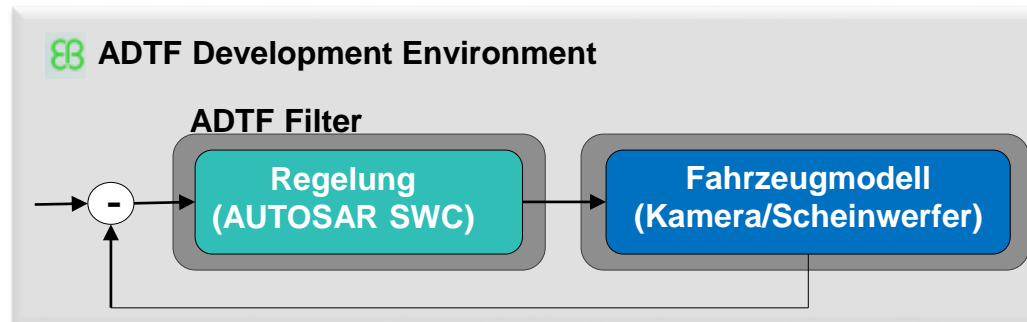 EB ADTF Development Environment
ADTF Filter
-
Regelung
(AUTOSAR SWC)
Fahrzeugmodell
(Kamera/Scheinwerfer)